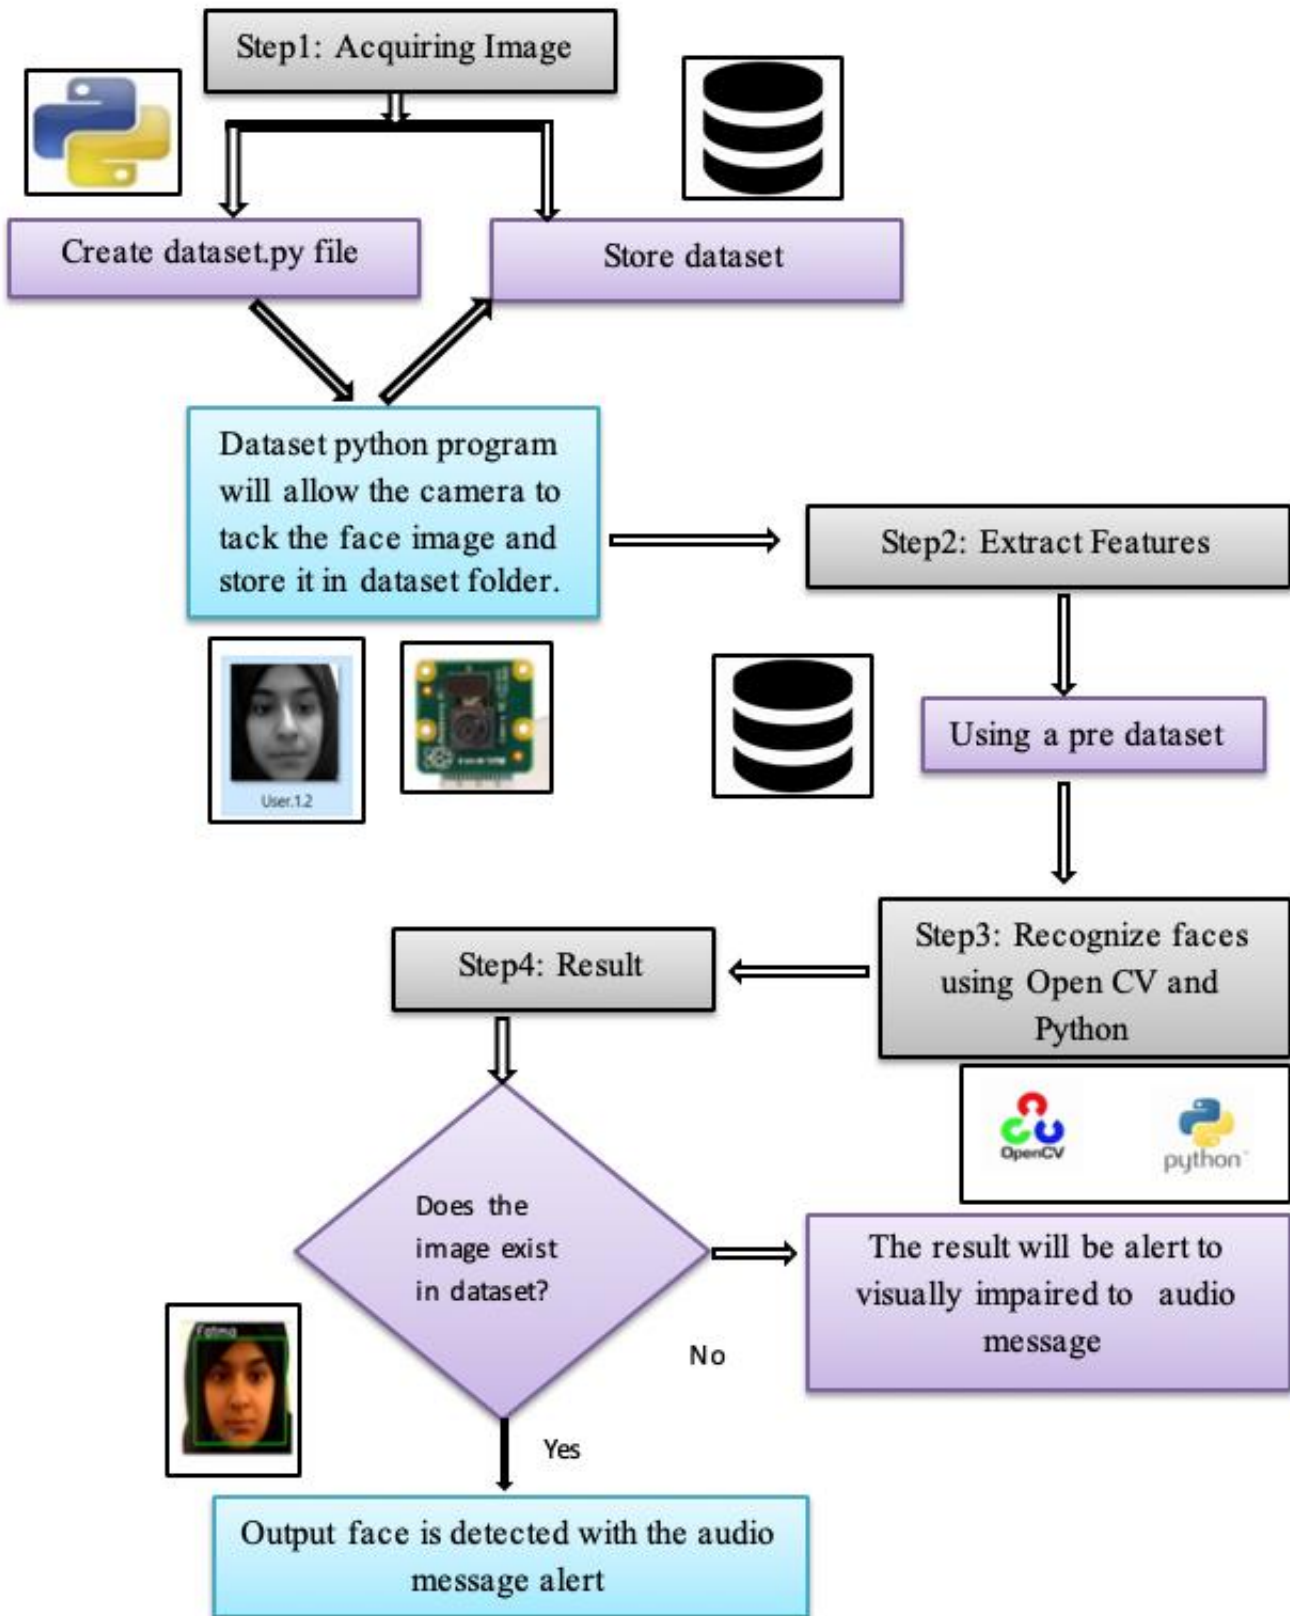 Step1: Acquiring Image
Create dataset.py file
Store dataset
Dataset python program
will allow the camera to
tack the face image and
store it in dataset folder.
Step2: Extract Features
User.1.2
Using a pre dataset
Step3: Recognize faces
using Open CV and
Python
Step4: Result
OpenCV
python
Does the
image exist
in dataset?
The result will be alert to
visually impaired to audio
message
No
Fatma
Yes
Output face is detected with the audio
message alert